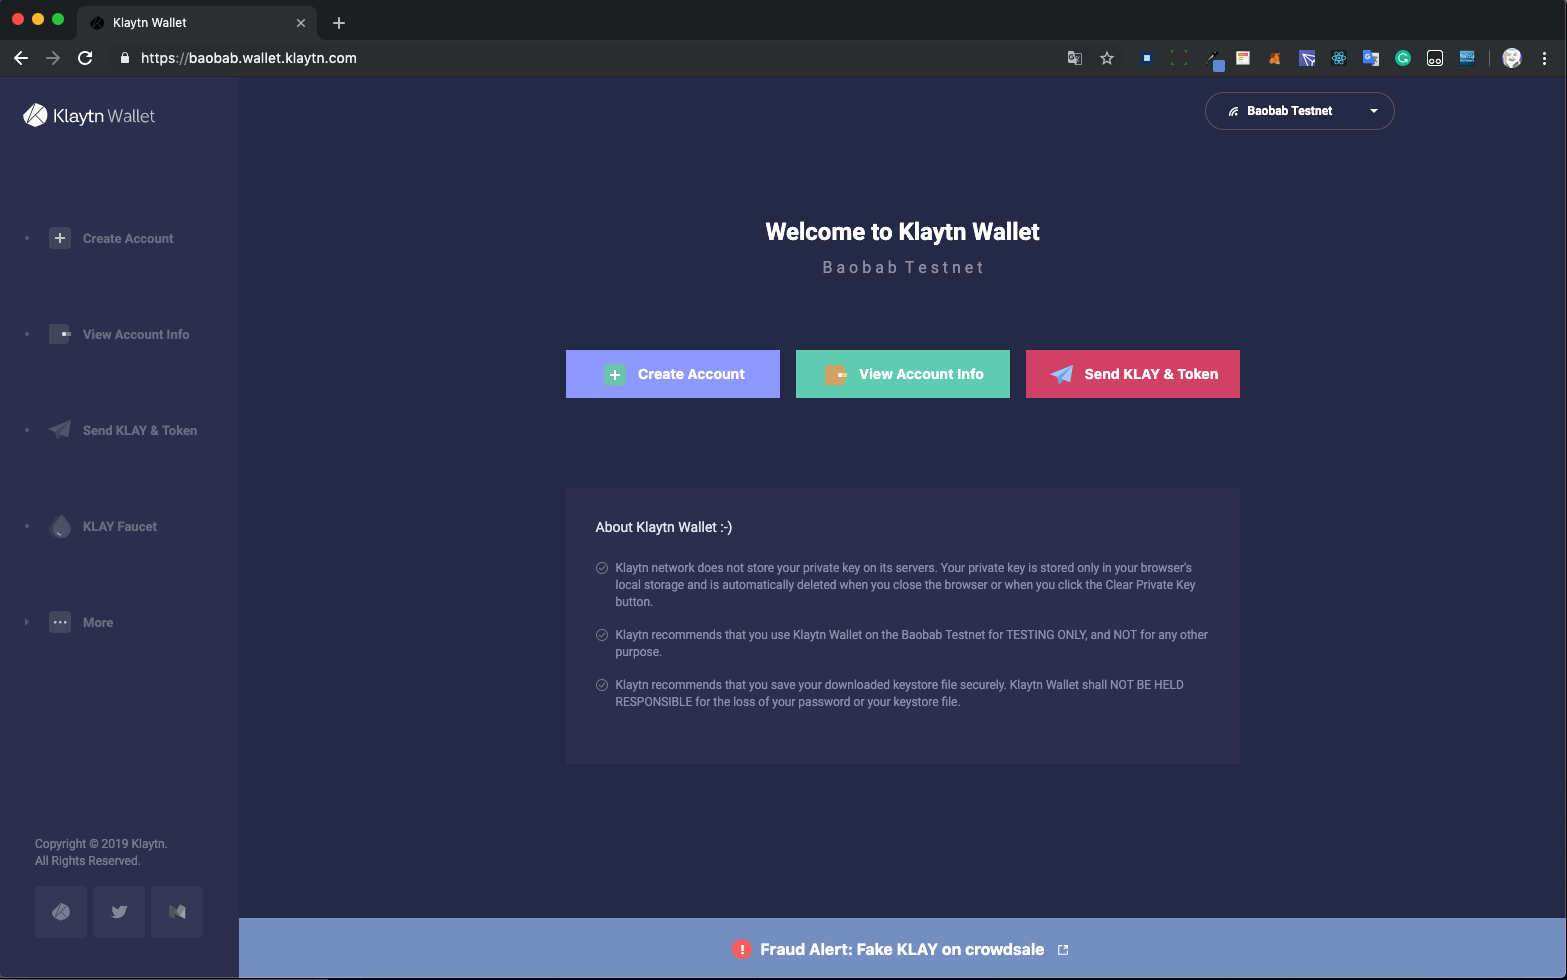 Klaytn Wallet
https://baobab.wallet.klaytn.com
Klaytn Wallet
Baobab Testnet
Create Account
View Account Info
Send KLAY & Token
KLAY Faucet
More
Copyright © 2019 Klaytn.
All Rights Reserved.
Welcome to Klaytn Wallet
Baobab Testnet
Create Account
View Account Info
Send KLAY & Token
About Klaytn Wallet :-)
Klaytn network does not store your private key on its servers. Your private key is stored only in your browser's
local storage and is automatically deleted when you close the browser or when you click the Clear Private Key
button.
Klaytn recommends that you use Klaytn Wallet on the Baobab Testnet for TESTING ONLY, and NOT for any other
purpose.
Klaytn recommends that you save your downloaded keystore file securely. Klaytn Wallet shall NOT BE HELD
RESPONSIBLE for the loss of your password or your keystore file.
Fraud Alert: Fake KLAY on crowdsale